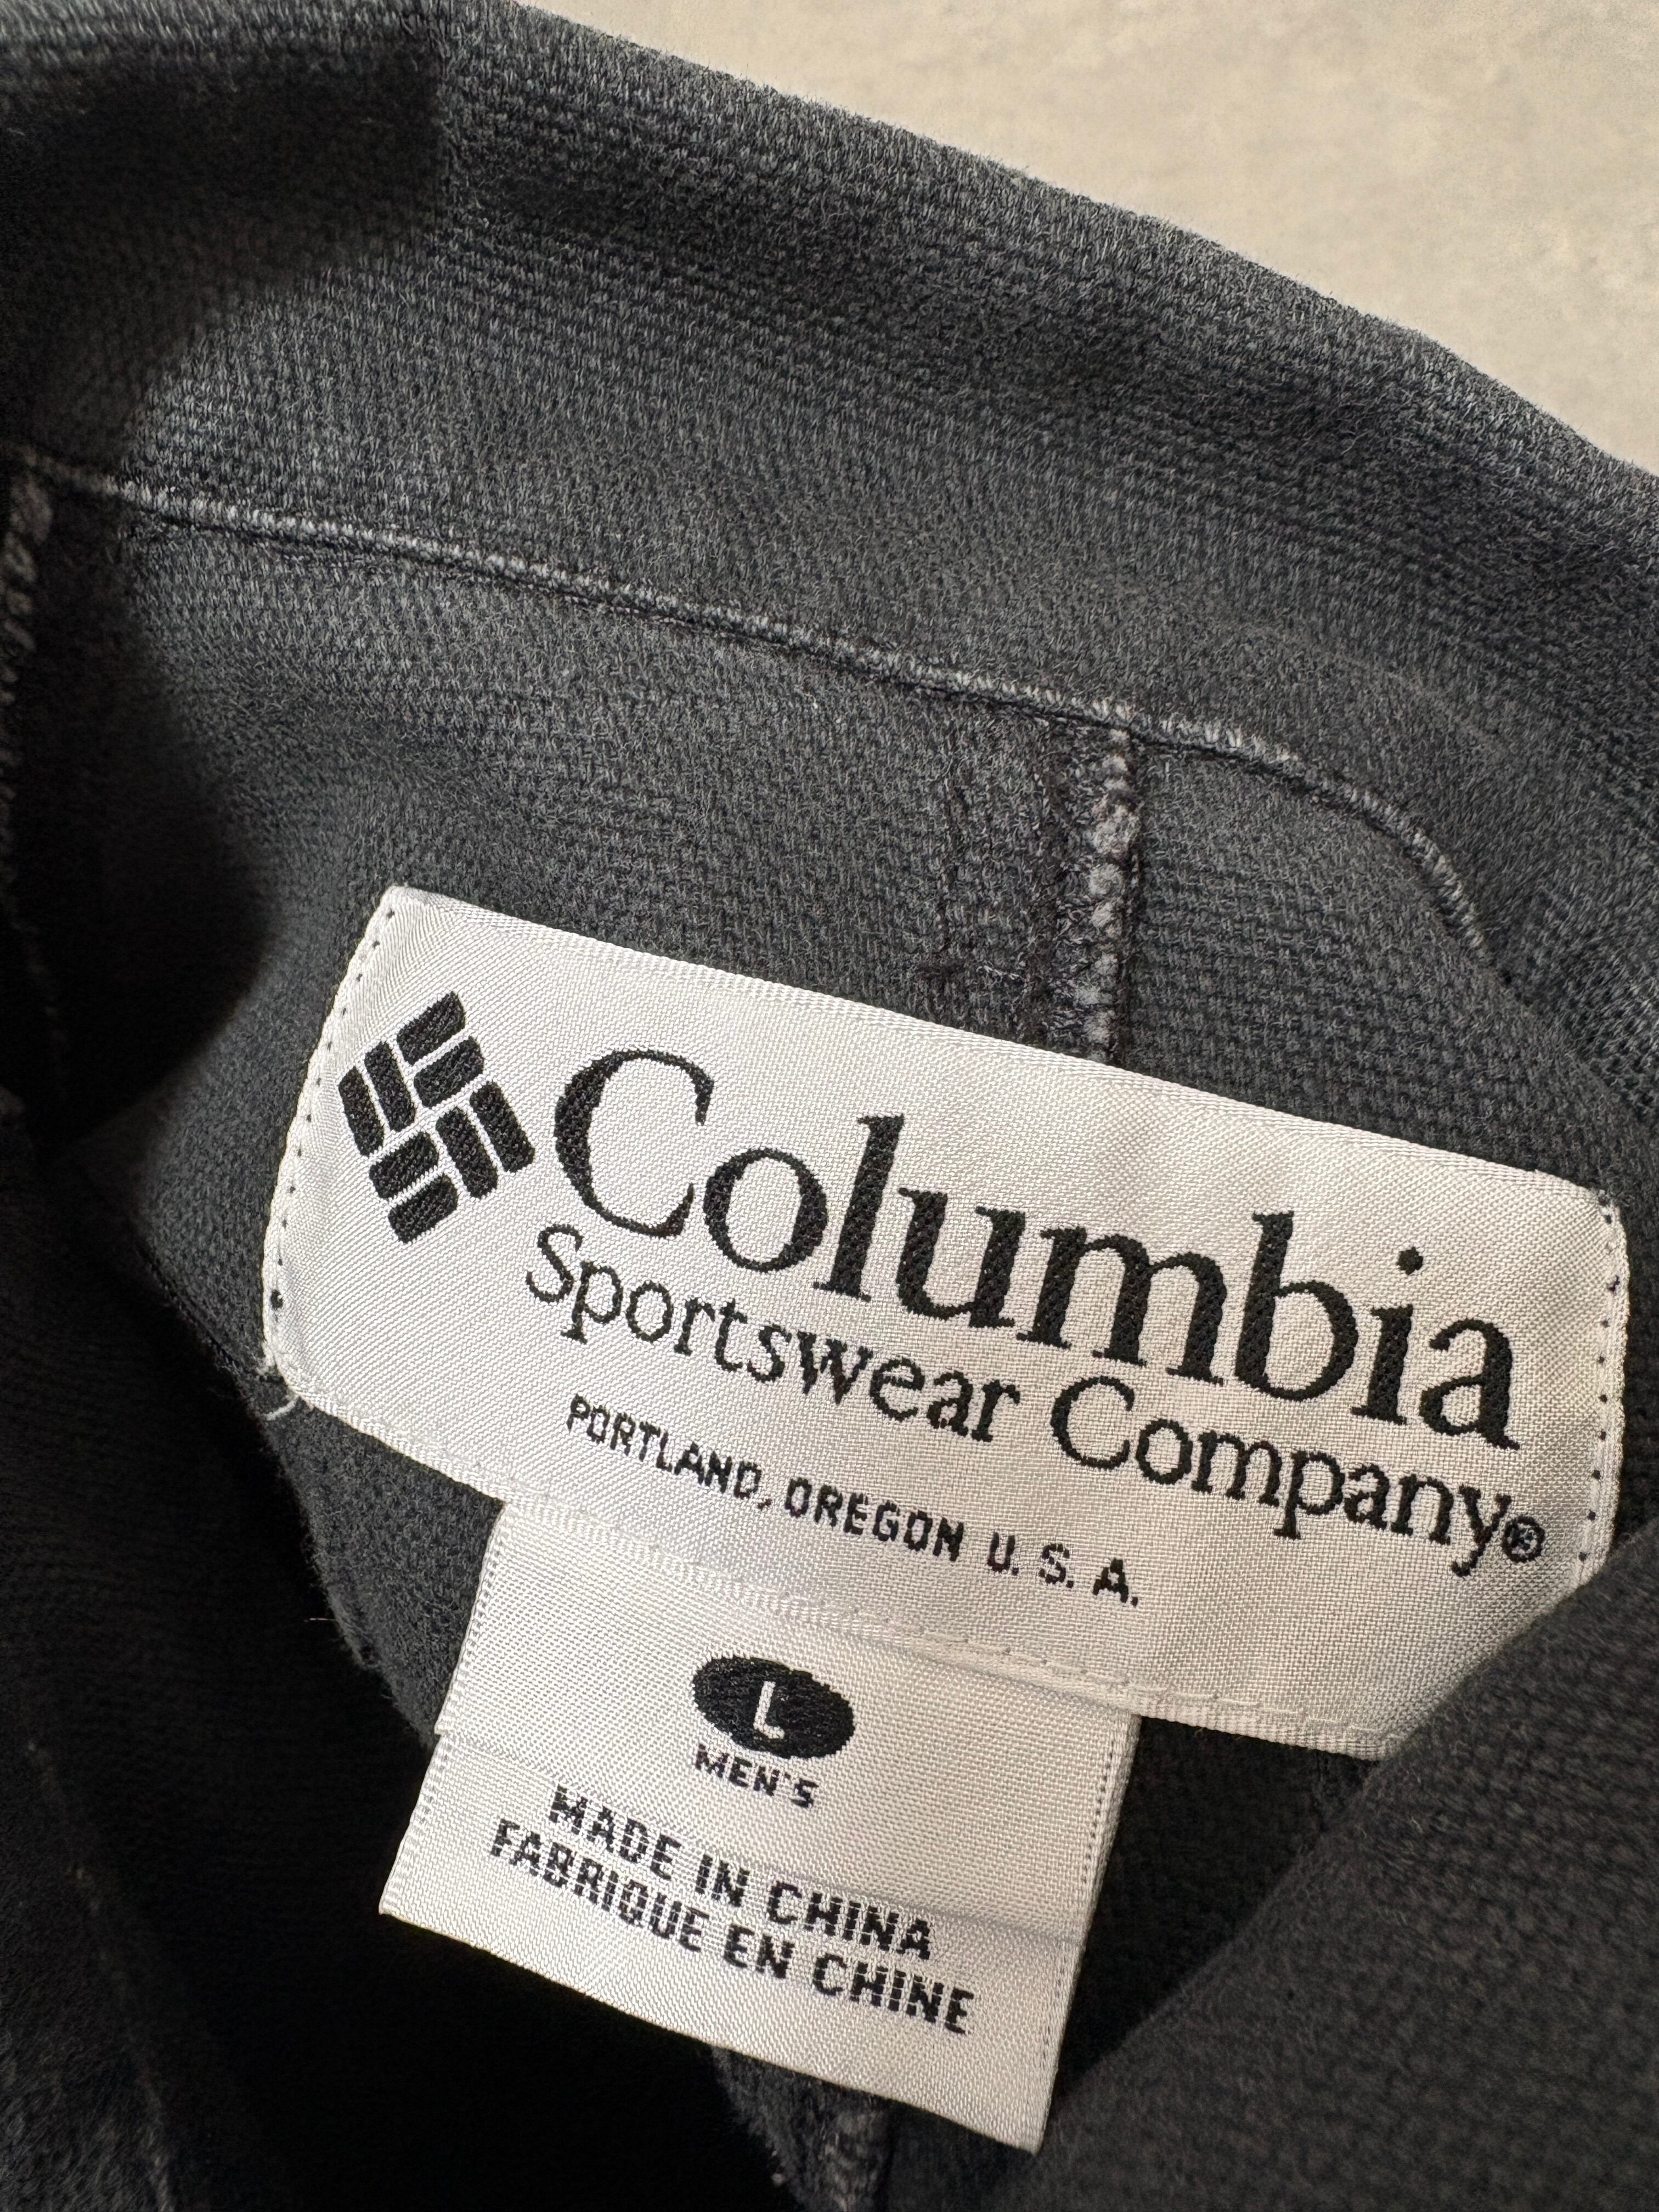 Columbia
Sportswear Company®
PORTLAND, OREGON U.S.A.
L
MEN'S
MADE IN CHINA
FABRIQUE EN CHINE